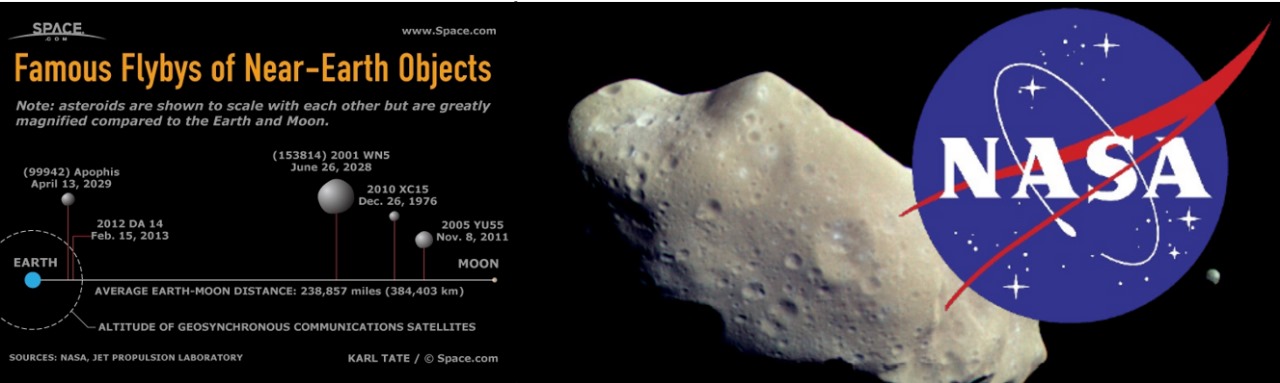 SPACE
.COM
www.Space.com
Famous Flybys of Near-Earth Objects
Note: asteroids are shown to scale with each other but are greatly
magnified compared to the Earth and Moon.
(99942) Apophis
April 13, 2029
2012 DA 14
Feb. 15, 2013
(153814) 2001 WN5
June 26, 2028
2010 XC15
Dec. 26, 1976
2005 YU55
Nov. 8, 2011
EARTH
MOON
AVERAGE EARTH-MOON DISTANCE: 238,857 miles (384,403 km)
ALTITUDE OF GEOSYNCHRONOUS COMMUNICATIONS SATELLITES
SOURCES: NASA, JET PROPULSION LABORATORY
KARL TATE / © Space.com
NASA